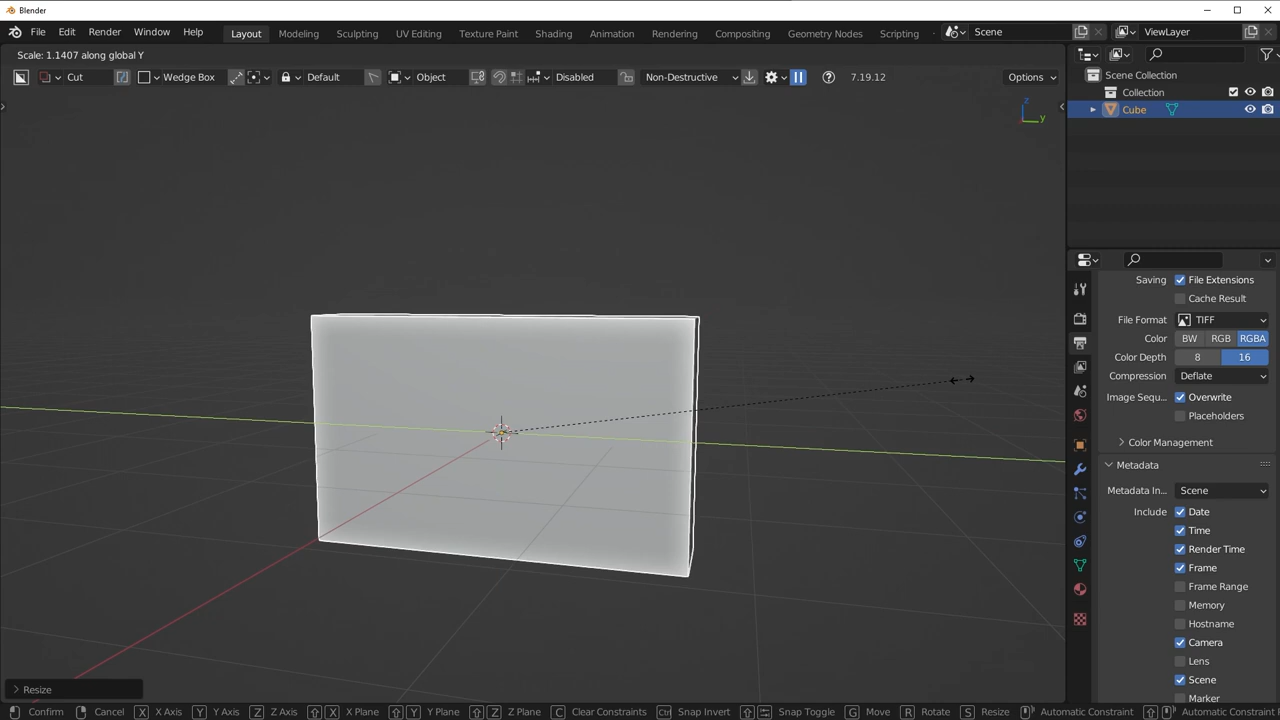 Blender
File Edit Render Window Help Layout Modeling Sculpting UV Editing Texture Paint Shading Animation Rendering Compositing Geometry Nodes Scripting Scene ViewLayer
Scale: 1.1407 along global Y
Cut Wedge Box Default Object Disabled Non-Destructive 7.19.12 Options
Scene Collection
Collection
Cube
z
y
Saving File Extensions
Cache Result
File Format TIFF
Color BW RGB RGBA
Color Depth 8 16
Compression Deflate
Image Sequ... Overwrite
Placeholders
Color Management
Metadata
Metadata In... Scene
Include Date
Time
Render Time
Frame
Frame Range
Memory
Hostname
Camera
Lens
Scene
Marker
Resize
Confirm Cancel X X Axis Y Y Axis Z Z Axis X X Plane Y Y Plane Z Z Plane C Clear Constraints Ctrl Snap Invert Snap Toggle G Move R Rotate S Resize Automatic Constraint Automatic Constraint